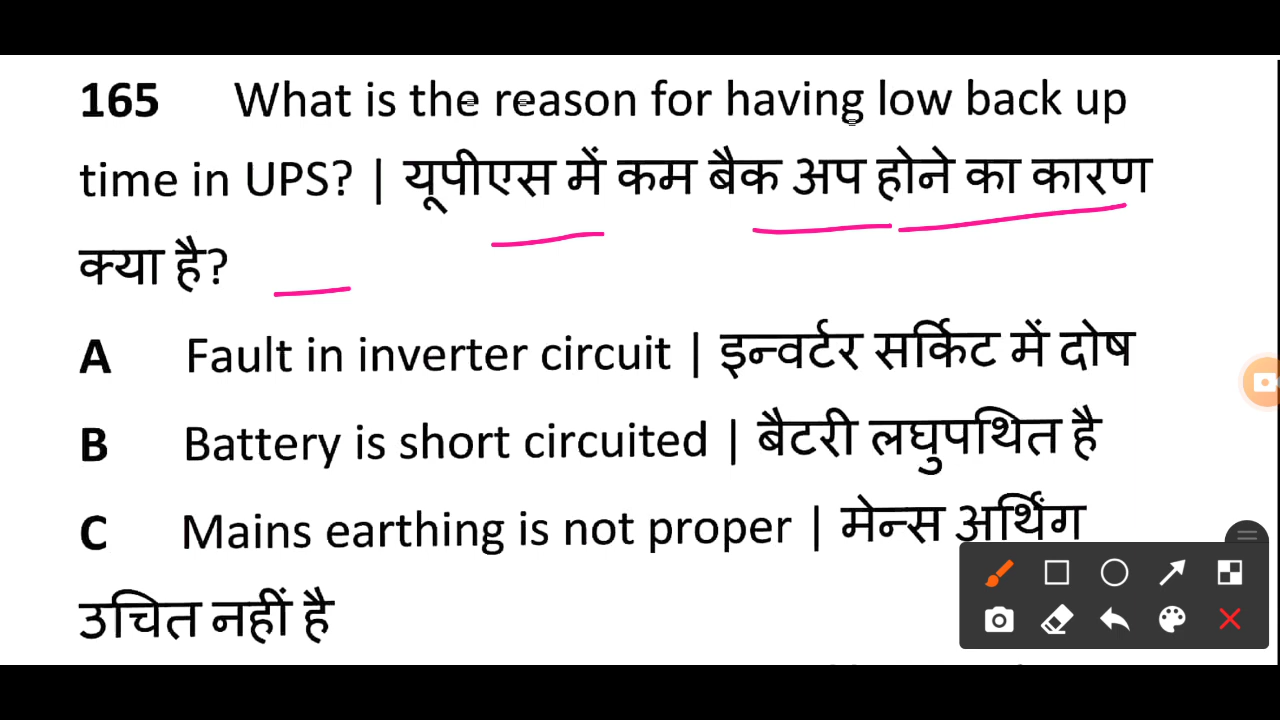 165 What is the reason for having low back up
time in UPS? | यूपीएस में कम बैक अप होने का कारण
क्या है?
A Fault in inverter circuit | इन्वर्टर सर्किट में दोष
B Battery is short circuited | बैटरी लघुपथित है
C Mains earthing is not proper | मेन्स अर्थिंग
उचित नहीं है